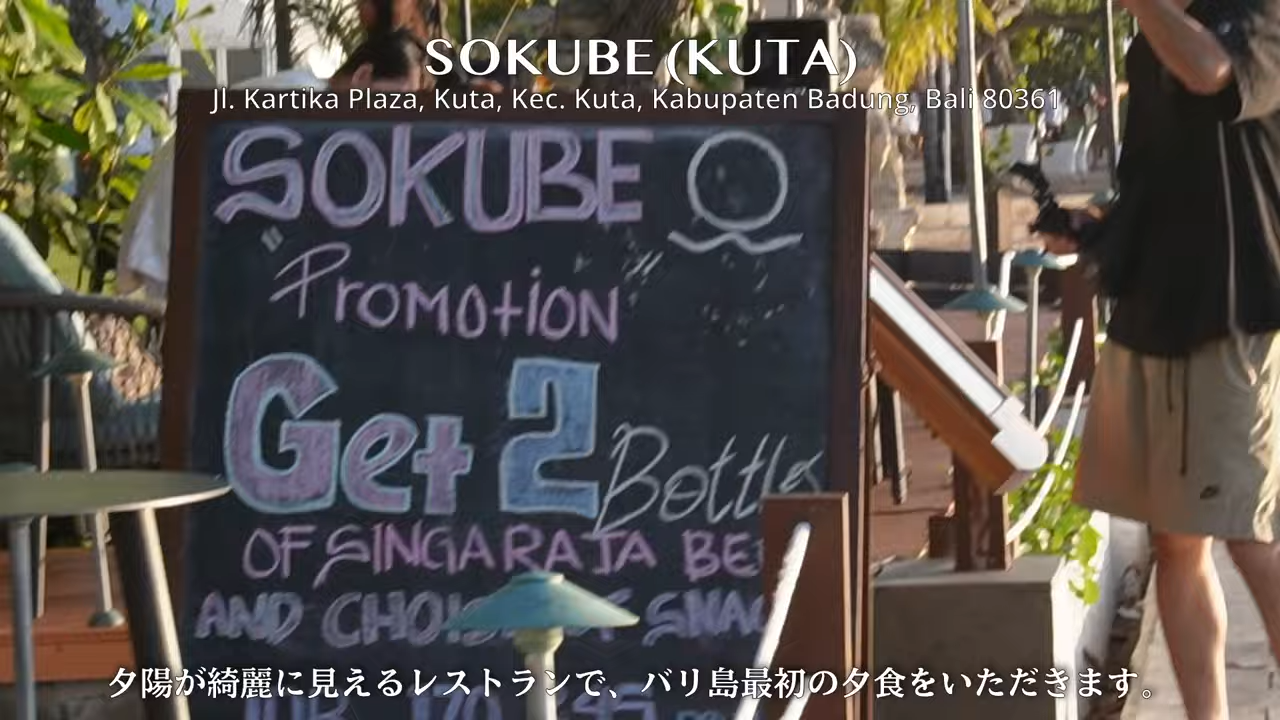 SOKUBE (KUTA)
Jl. Kartika Plaza, Kuta, Kec. Kuta, Kabupaten Badung, Bali 80361
SOKUBE
Promotion
Get 2
OF SINGARAJA
AND
夕陽が綺麗に見えるレストランで、バリ島最初の夕食をいただきます。